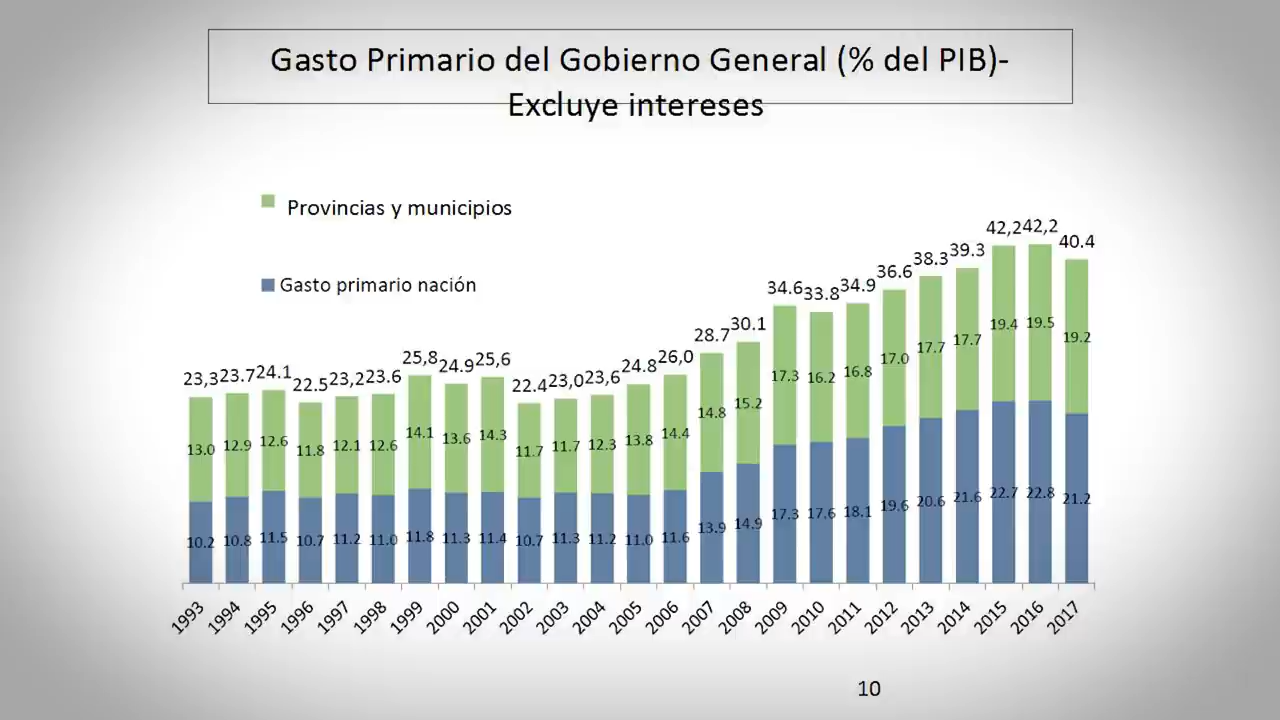 Gasto Primario del Gobierno General (% del PIB)-
Excluye intereses
Provincias y municipios
Gasto primario nación
23,3 23.7 24.1 22.5 23,2 23.6 25,8 24.9 25,6 22.4 23,0 23,6 24.8 26,0 28.7 30.1 34.6 33.8 34.9 36.6 38.3 39.3 42,2 42,2 40.4
13.0 12.9 12.6 11.8 12.1 12.6 14.1 13.6 14.3 11.7 11.7 12.3 13.8 14.4 14.8 15.2 17.3 16.2 16.8 17.0 17.7 17.7 19.4 19.5 19.2
10.2 10.8 11.5 10.7 11.2 11.0 11.8 11.3 11.4 10.7 11.3 11.2 11.0 11.6 13.9 14.9 17.3 17.6 18.1 19.6 20.6 21.6 22.7 22.8 21.2
1993 1994 1995 1996 1997 1998 1999 2000 2001 2002 2003 2004 2005 2006 2007 2008 2009 2010 2011 2012 2013 2014 2015 2016 2017
10